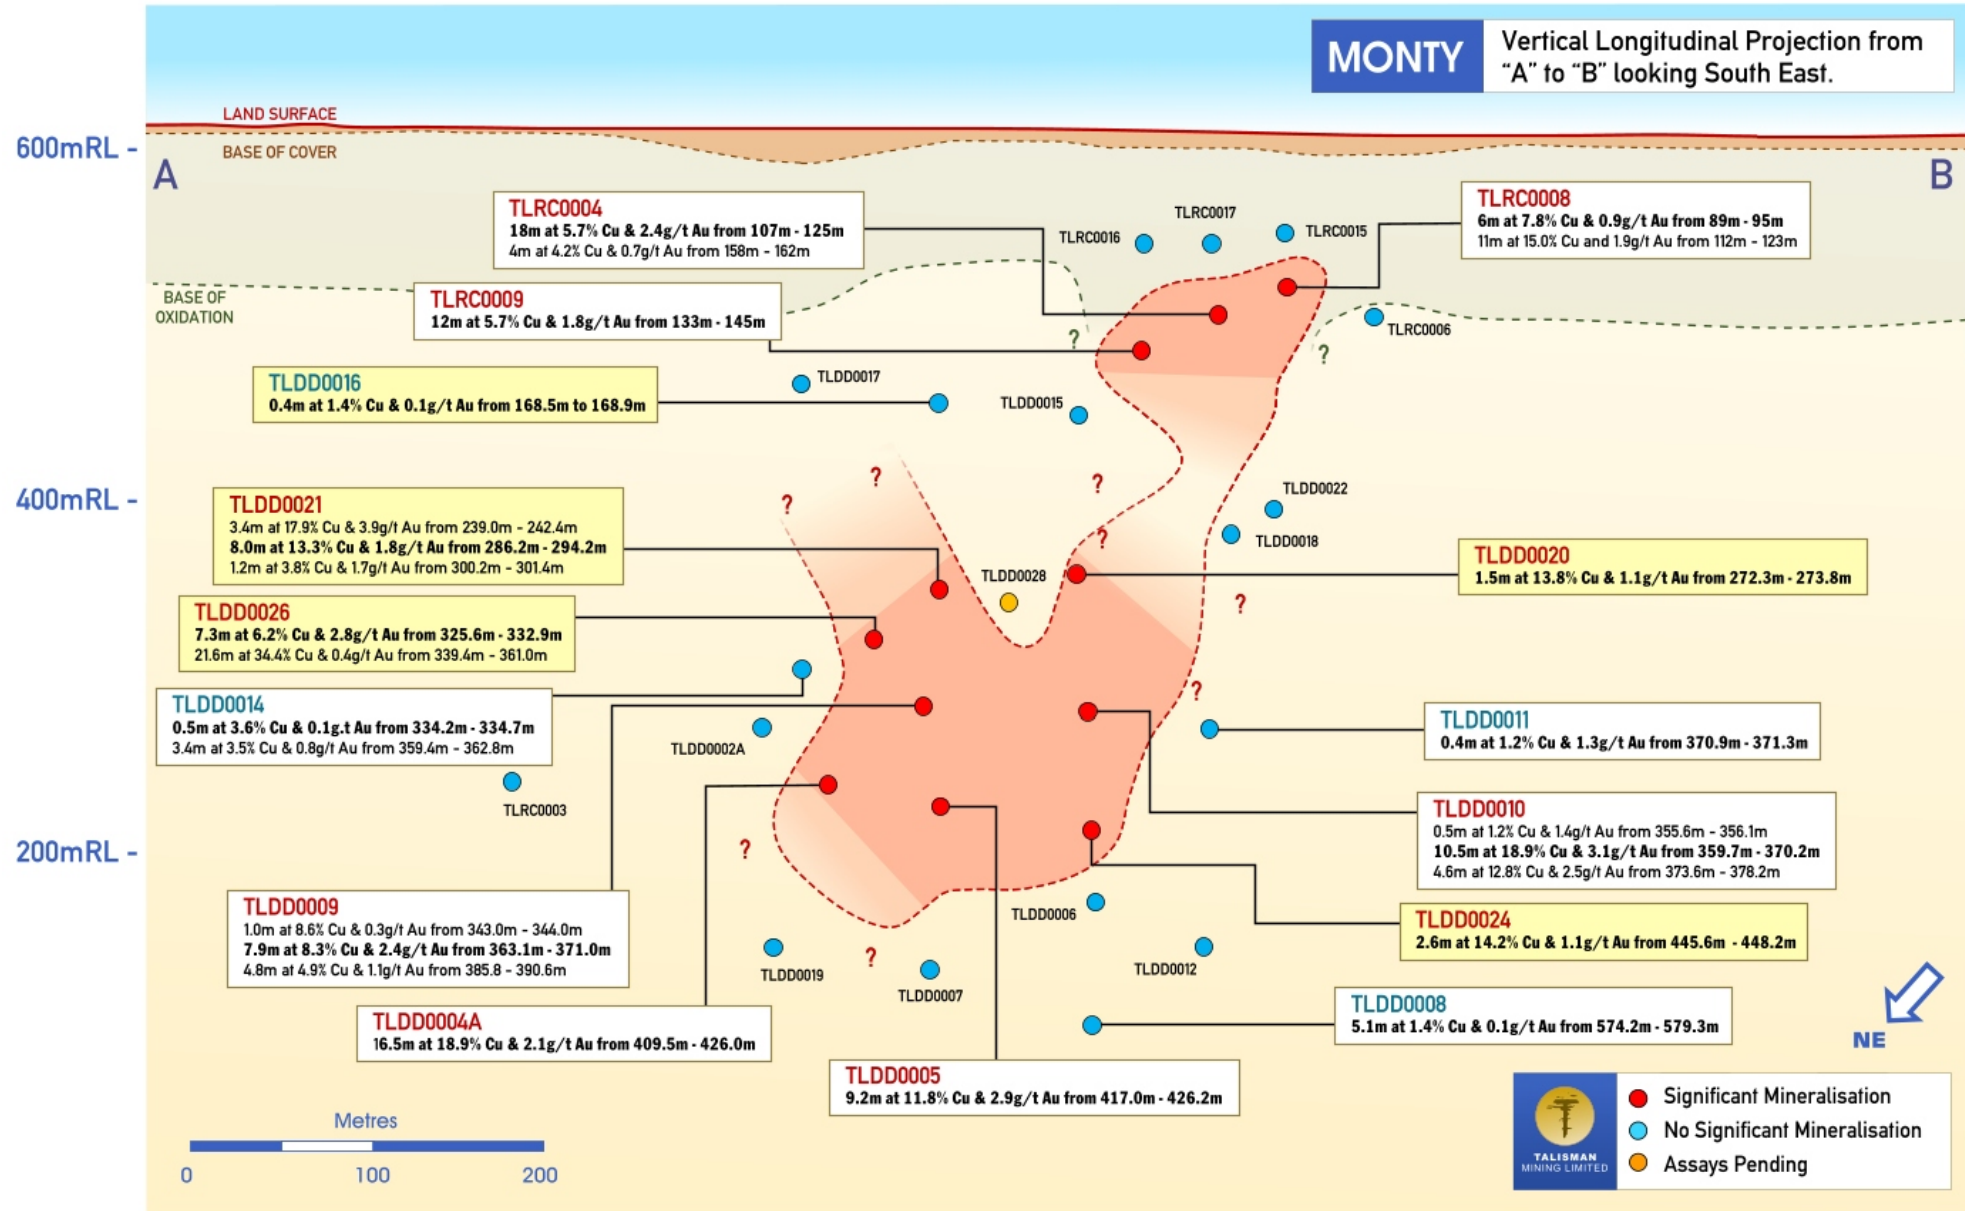 MONTY
Vertical Longitudinal Projection from
“A” to “B” looking South East.
LAND SURFACE
600mRL -
BASE OF COVER
A
B
TLRC0004
18m at 5.7% Cu & 2.4g/t Au from 107m - 125m
4m at 4.2% Cu & 0.7g/t Au from 158m - 162m
TLRC0017
TLRC0016
TLRC0015
TLRC0008
6m at 7.8% Cu & 0.9g/t Au from 89m - 95m
11m at 15.0% Cu and 1.9g/t Au from 112m - 123m
BASE OF
OXIDATION
TLRC0009
12m at 5.7% Cu & 1.8g/t Au from 133m - 145m
?
TLRC0006
?
TLDD0016
0.4m at 1.4% Cu & 0.1g/t Au from 168.5m to 168.9m
TLDD0017
TLDD0015
400mRL -
?
?
?
?
TLDD0022
TLDD0018
TLDD0021
3.4m at 17.9% Cu & 3.9g/t Au from 239.0m - 242.4m
8.0m at 13.3% Cu & 1.8g/t Au from 286.2m - 294.2m
1.2m at 3.8% Cu & 1.7g/t Au from 300.2m - 301.4m
TLDD0028
TLDD0020
1.5m at 13.8% Cu & 1.1g/t Au from 272.3m - 273.8m
?
TLDD0026
7.3m at 6.2% Cu & 2.8g/t Au from 325.6m - 332.9m
21.6m at 34.4% Cu & 0.4g/t Au from 339.4m - 361.0m
TLDD0014
0.5m at 3.6% Cu & 0.1g.t Au from 334.2m - 334.7m
3.4m at 3.5% Cu & 0.8g/t Au from 359.4m - 362.8m
?
TLDD0002A
TLDD0011
0.4m at 1.2% Cu & 1.3g/t Au from 370.9m - 371.3m
TLRC0003
TLDD0010
0.5m at 1.2% Cu & 1.4g/t Au from 355.6m - 356.1m
10.5m at 18.9% Cu & 3.1g/t Au from 359.7m - 370.2m
4.6m at 12.8% Cu & 2.5g/t Au from 373.6m - 378.2m
200mRL -
?
TLDD0009
1.0m at 8.6% Cu & 0.3g/t Au from 343.0m - 344.0m
7.9m at 8.3% Cu & 2.4g/t Au from 363.1m - 371.0m
4.8m at 4.9% Cu & 1.1g/t Au from 385.8 - 390.6m
TLDD0006
TLDD0024
2.6m at 14.2% Cu & 1.1g/t Au from 445.6m - 448.2m
TLDD0019
?
TLDD0007
TLDD0012
TLDD0004A
16.5m at 18.9% Cu & 2.1g/t Au from 409.5m - 426.0m
TLDD0008
5.1m at 1.4% Cu & 0.1g/t Au from 574.2m - 579.3m
NE
TLDD0005
9.2m at 11.8% Cu & 2.9g/t Au from 417.0m - 426.2m
Metres
0
100
200
TALISMAN
MINING LIMITED
Significant Mineralisation
No Significant Mineralisation
Assays Pending